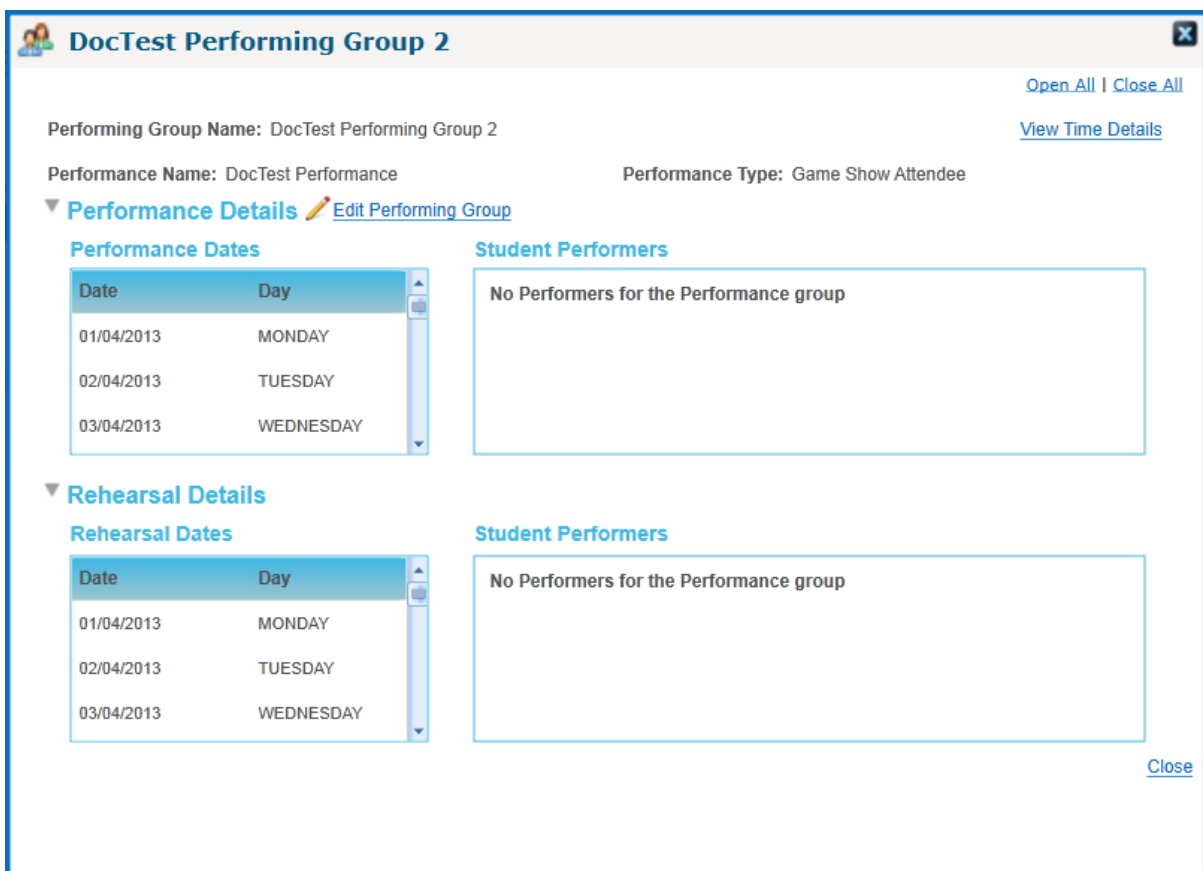 DocTest Performing Group 2
Open All | Close All
Performing Group Name: DocTest Performing Group 2
View Time Details
Performance Name: DocTest Performance
Performance Type: Game Show Attendee
Performance Details Edit Performing Group
Performance Dates
Student Performers
Date Day
No Performers for the Performance group
01/04/2013 MONDAY
02/04/2013 TUESDAY
03/04/2013 WEDNESDAY
Rehearsal Details
Rehearsal Dates
Student Performers
Date Day
No Performers for the Performance group
01/04/2013 MONDAY
02/04/2013 TUESDAY
03/04/2013 WEDNESDAY
Close